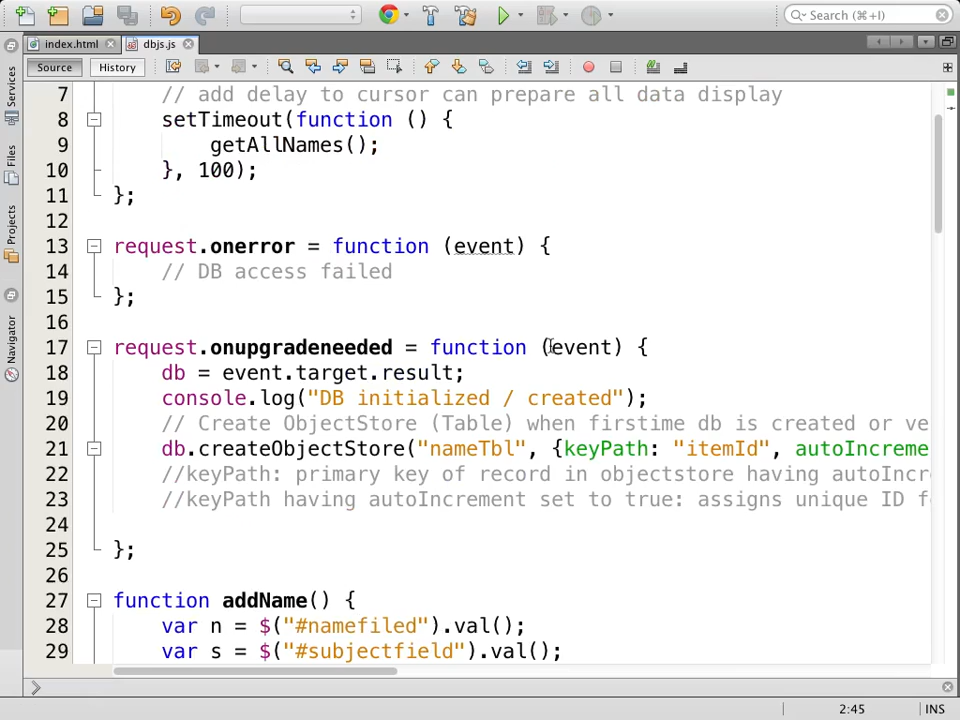 Search (⌘+I)
index.html
dbjs.js
Source
History
Services
Files
Projects
Navigator
7 // add delay to cursor can prepare all data display
8 setTimeout(function () {
9 getAllNames();
10 }, 100);
11 };
12
13 request.onerror = function (event) {
14 // DB access failed
15 };
16
17 request.onupgradeneeded = function (event) {
18 db = event.target.result;
19 console.log("DB initialized / created");
20 // Create ObjectStore (Table) when firstime db is created or ve
21 db.createObjectStore("nameTbl", {keyPath: "itemId", autoIncreme
22 //keyPath: primary key of record in objectstore having autoIncr
23 //keyPath having autoIncrement set to true: assigns unique ID fo
24
25 };
26
27 function addName() {
28 var n = $("#namefiled").val();
29 var s = $("#subjectfield").val();
2:45
INS